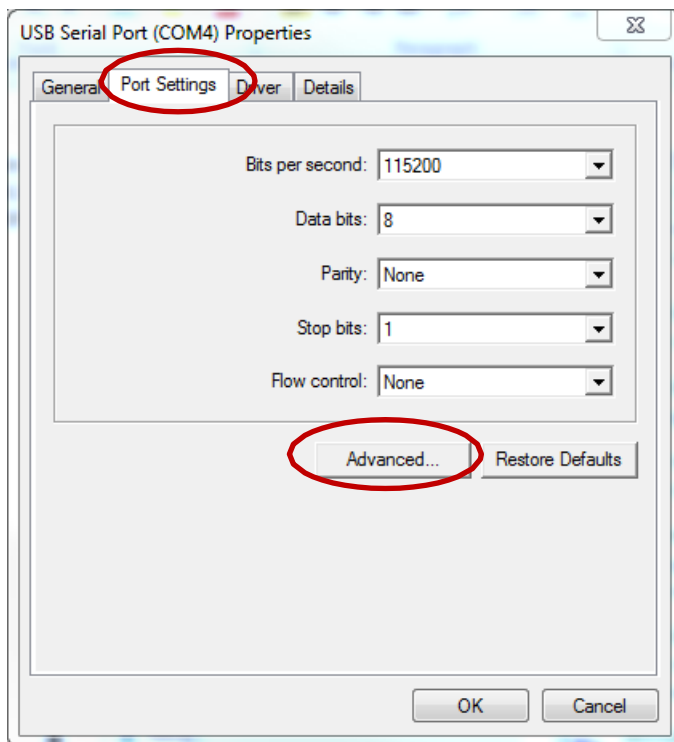 USB Serial Port (COM4) Properties
General Port Settings Driver Details
Bits per second: 115200
Data bits: 8
Parity: None
Stop bits: 1
Flow control: None
Advanced... Restore Defaults
OK Cancel